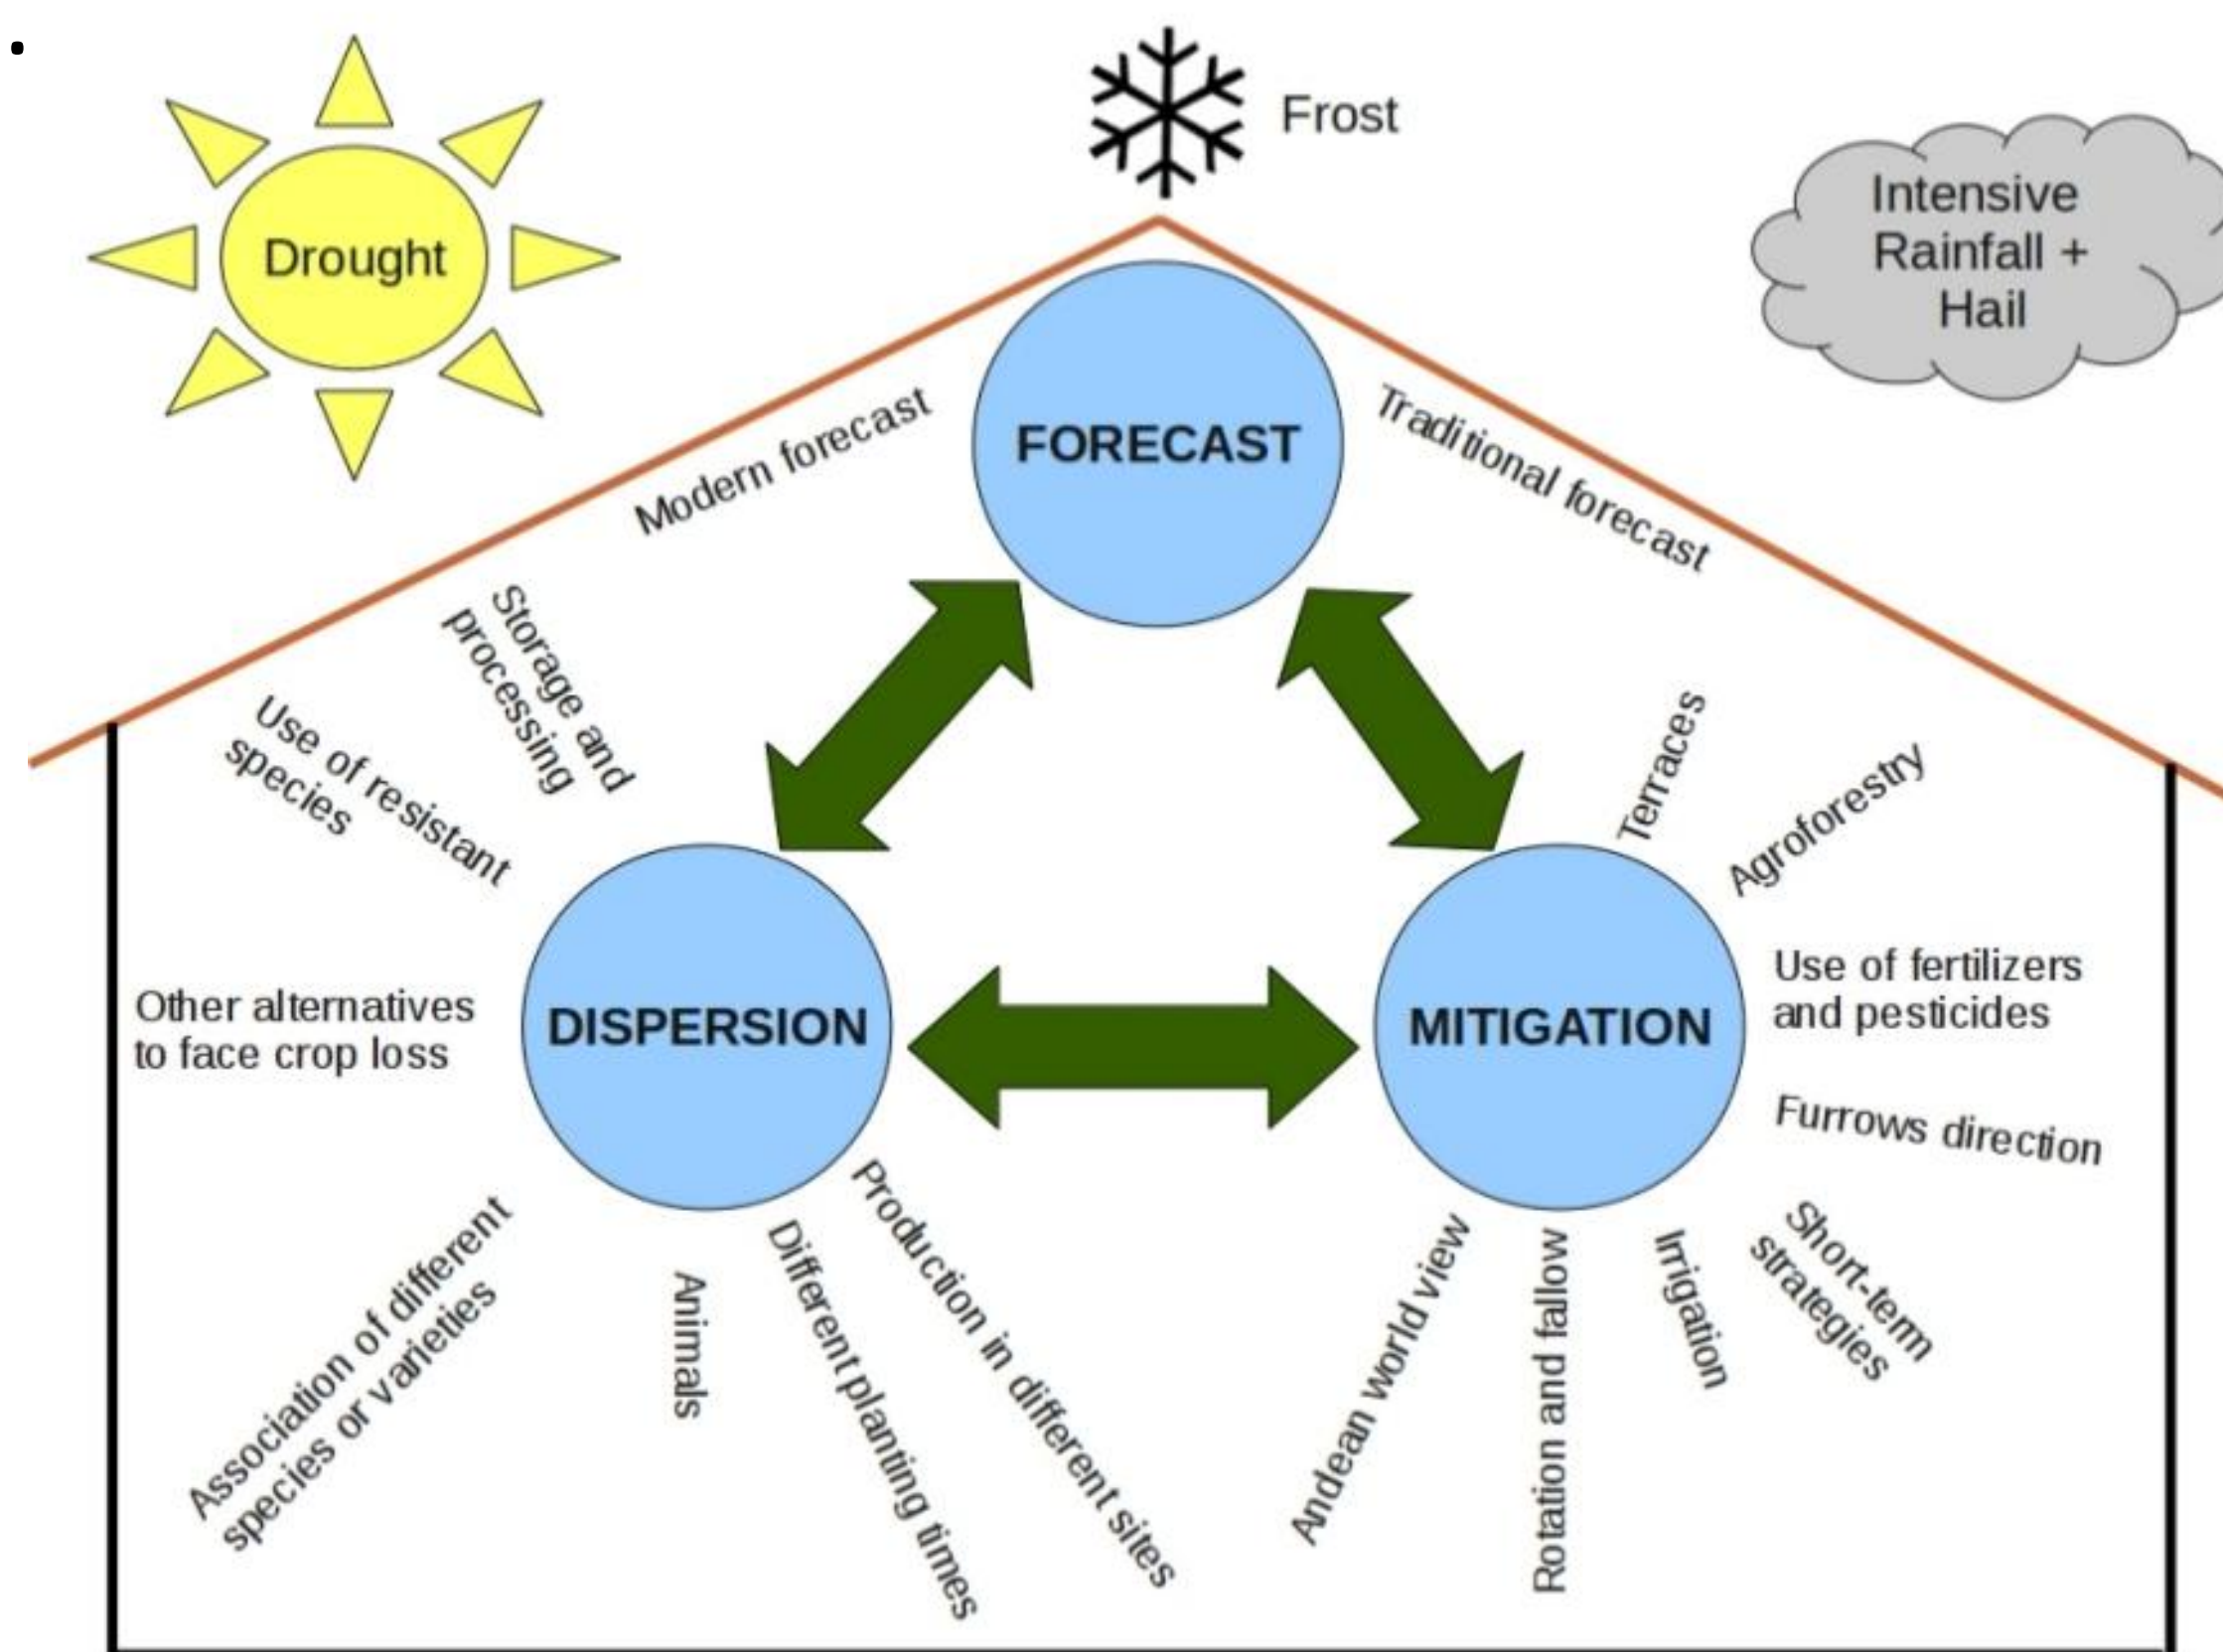 Drought
Frost
Intensive
Rainfall +
Hail
Modern forecast
FORECAST
Traditional forecast
Storage and
processing
Use of resistant
species
Terraces
Agroforestry
Other alternatives
to face crop loss
DISPERSION
MITIGATION
Use of fertilizers
and pesticides
Furrows direction
Association of different
species or varieties
Animals
Different planting times
Production in different sites
Andean world view
Rotation and fallow
Irrigation
Short-term
strategies